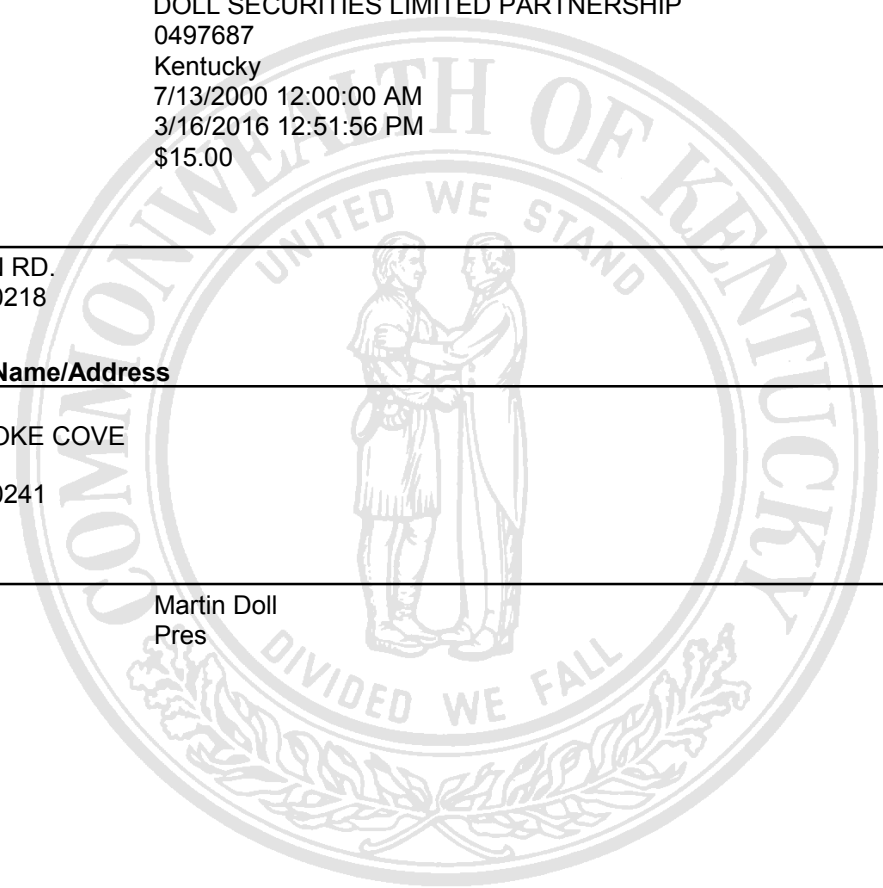 DOLL SECURITIES LIMITED PARTNERSHIP
0497687
Kentucky
7/13/2000 12:00:00 AM
3/16/2016 12:51:56 PM
$15.00
RD.
0218
Name/Address
OKE COVE
0241
Martin Doll
Pres
COMMONWEALTH OF KENTUCKY
UNITED WE STAND
DIVIDED WE FALL